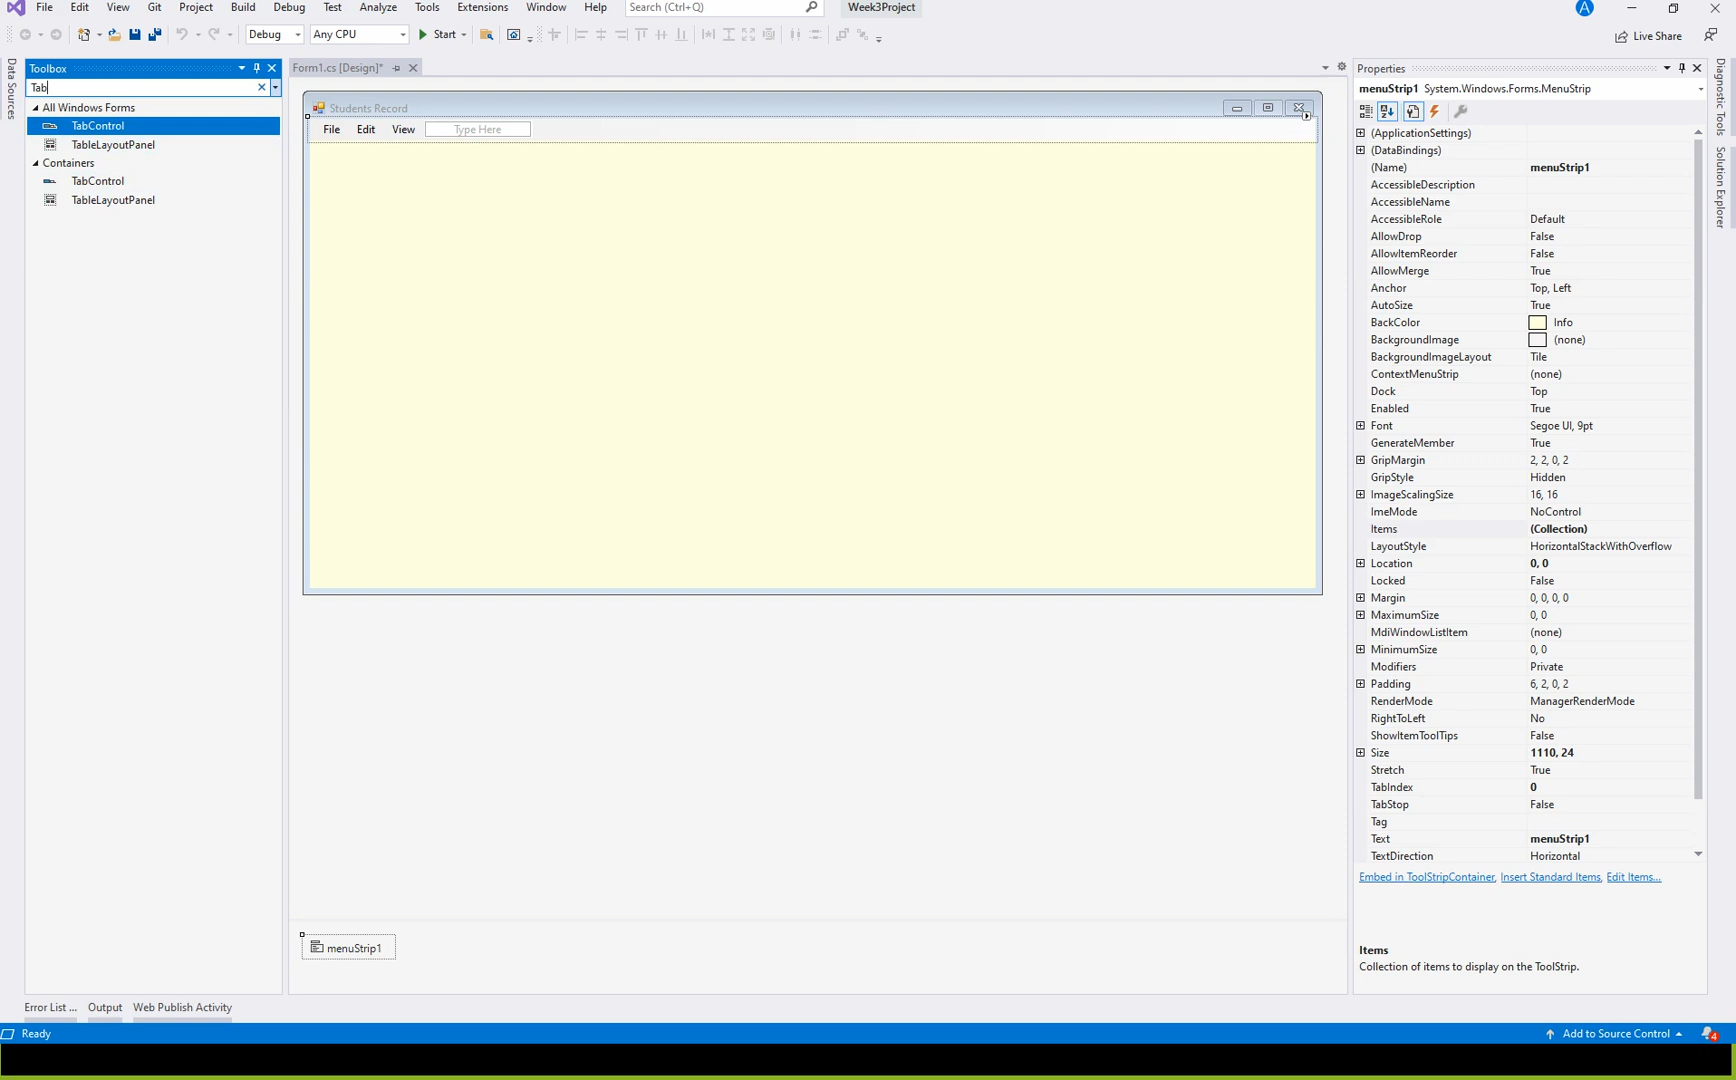 File Edit View Git Project Build Debug Test Analyze Tools Extensions Window Help Search (Ctrl+Q) Week3Project A
Debug Any CPU Start Live Share
Data Sources
Toolbox
Tab
All Windows Forms
TabControl
TableLayoutPanel
Containers
TabControl
TableLayoutPanel
Form1.cs [Design]*
Students Record
File Edit View Type Here
menuStrip1
Properties
menuStrip1 System.Windows.Forms.MenuStrip
(ApplicationSettings)
(DataBindings)
(Name) menuStrip1
AccessibleDescription
AccessibleName
AccessibleRole Default
AllowDrop False
AllowItemReorder False
AllowMerge True
Anchor Top, Left
AutoSize True
BackColor Info
BackgroundImage (none)
BackgroundImageLayout Tile
ContextMenuStrip (none)
Dock Top
Enabled True
Font Segoe UI, 9pt
GenerateMember True
GripMargin 2, 2, 0, 2
GripStyle Hidden
ImageScalingSize 16, 16
ImeMode NoControl
Items (Collection)
LayoutStyle HorizontalStackWithOverflow
Location 0, 0
Locked False
Margin 0, 0, 0, 0
MaximumSize 0, 0
MdiWindowListItem (none)
MinimumSize 0, 0
Modifiers Private
Padding 6, 2, 0, 2
RenderMode ManagerRenderMode
RightToLeft No
ShowItemToolTips False
Size 1110, 24
Stretch True
TabIndex 0
TabStop False
Tag
Text menuStrip1
TextDirection Horizontal
Embed in ToolStripContainer, Insert Standard Items, Edit Items...
Items
Collection of items to display on the ToolStrip.
Diagnostic Tools
Solution Explorer
Error List ... Output Web Publish Activity
Ready Add to Source Control 4